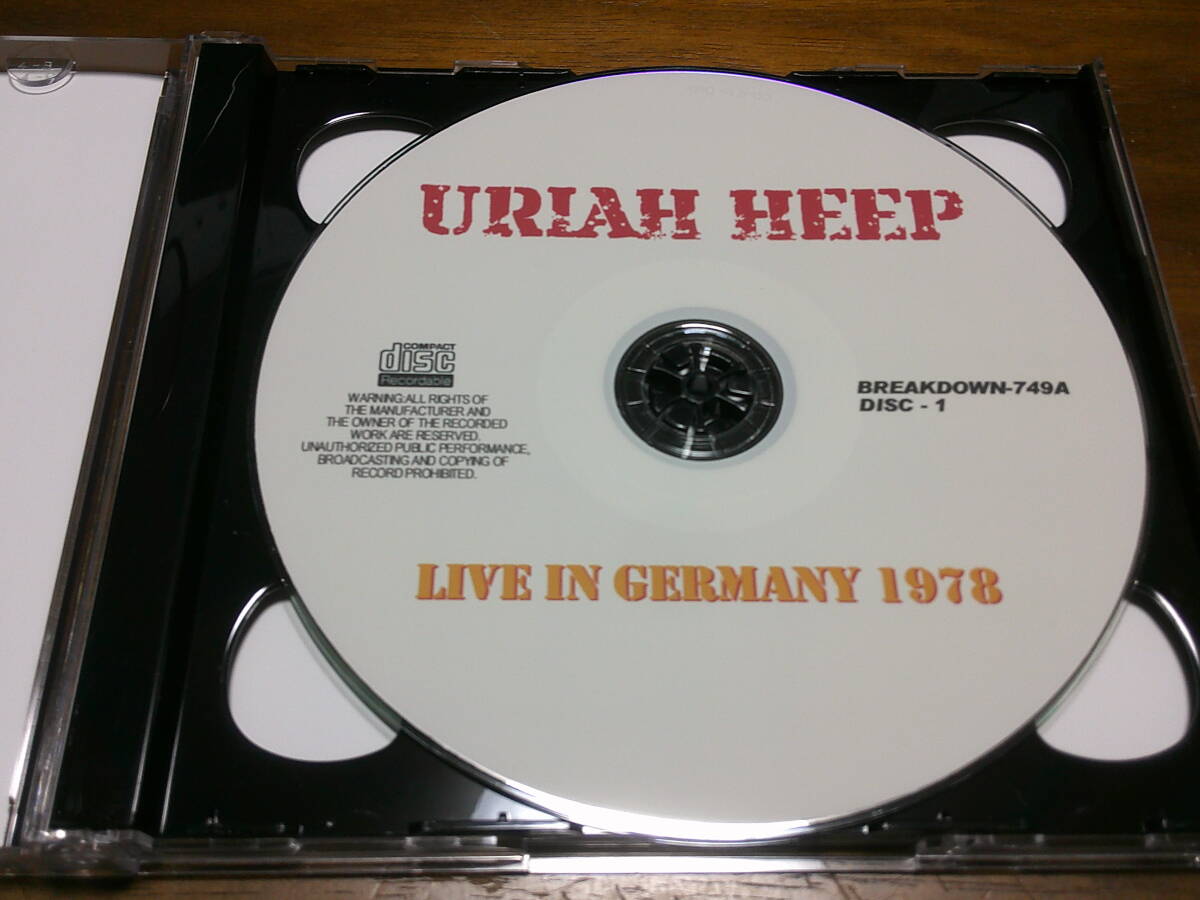 URIAH HEEP
COMPACT
disc
Recordable
WARNING:ALL RIGHTS OF
THE MANUFACTURER AND
THE OWNER OF THE RECORDED
WORK ARE RESERVED.
UNAUTHORIZED PUBLIC PERFORMANCE,
BROADCASTING AND COPYING OF
RECORD PROHIBITED.
BREAKDOWN-749A
DISC - 1
LIVE IN GERMANY 1978